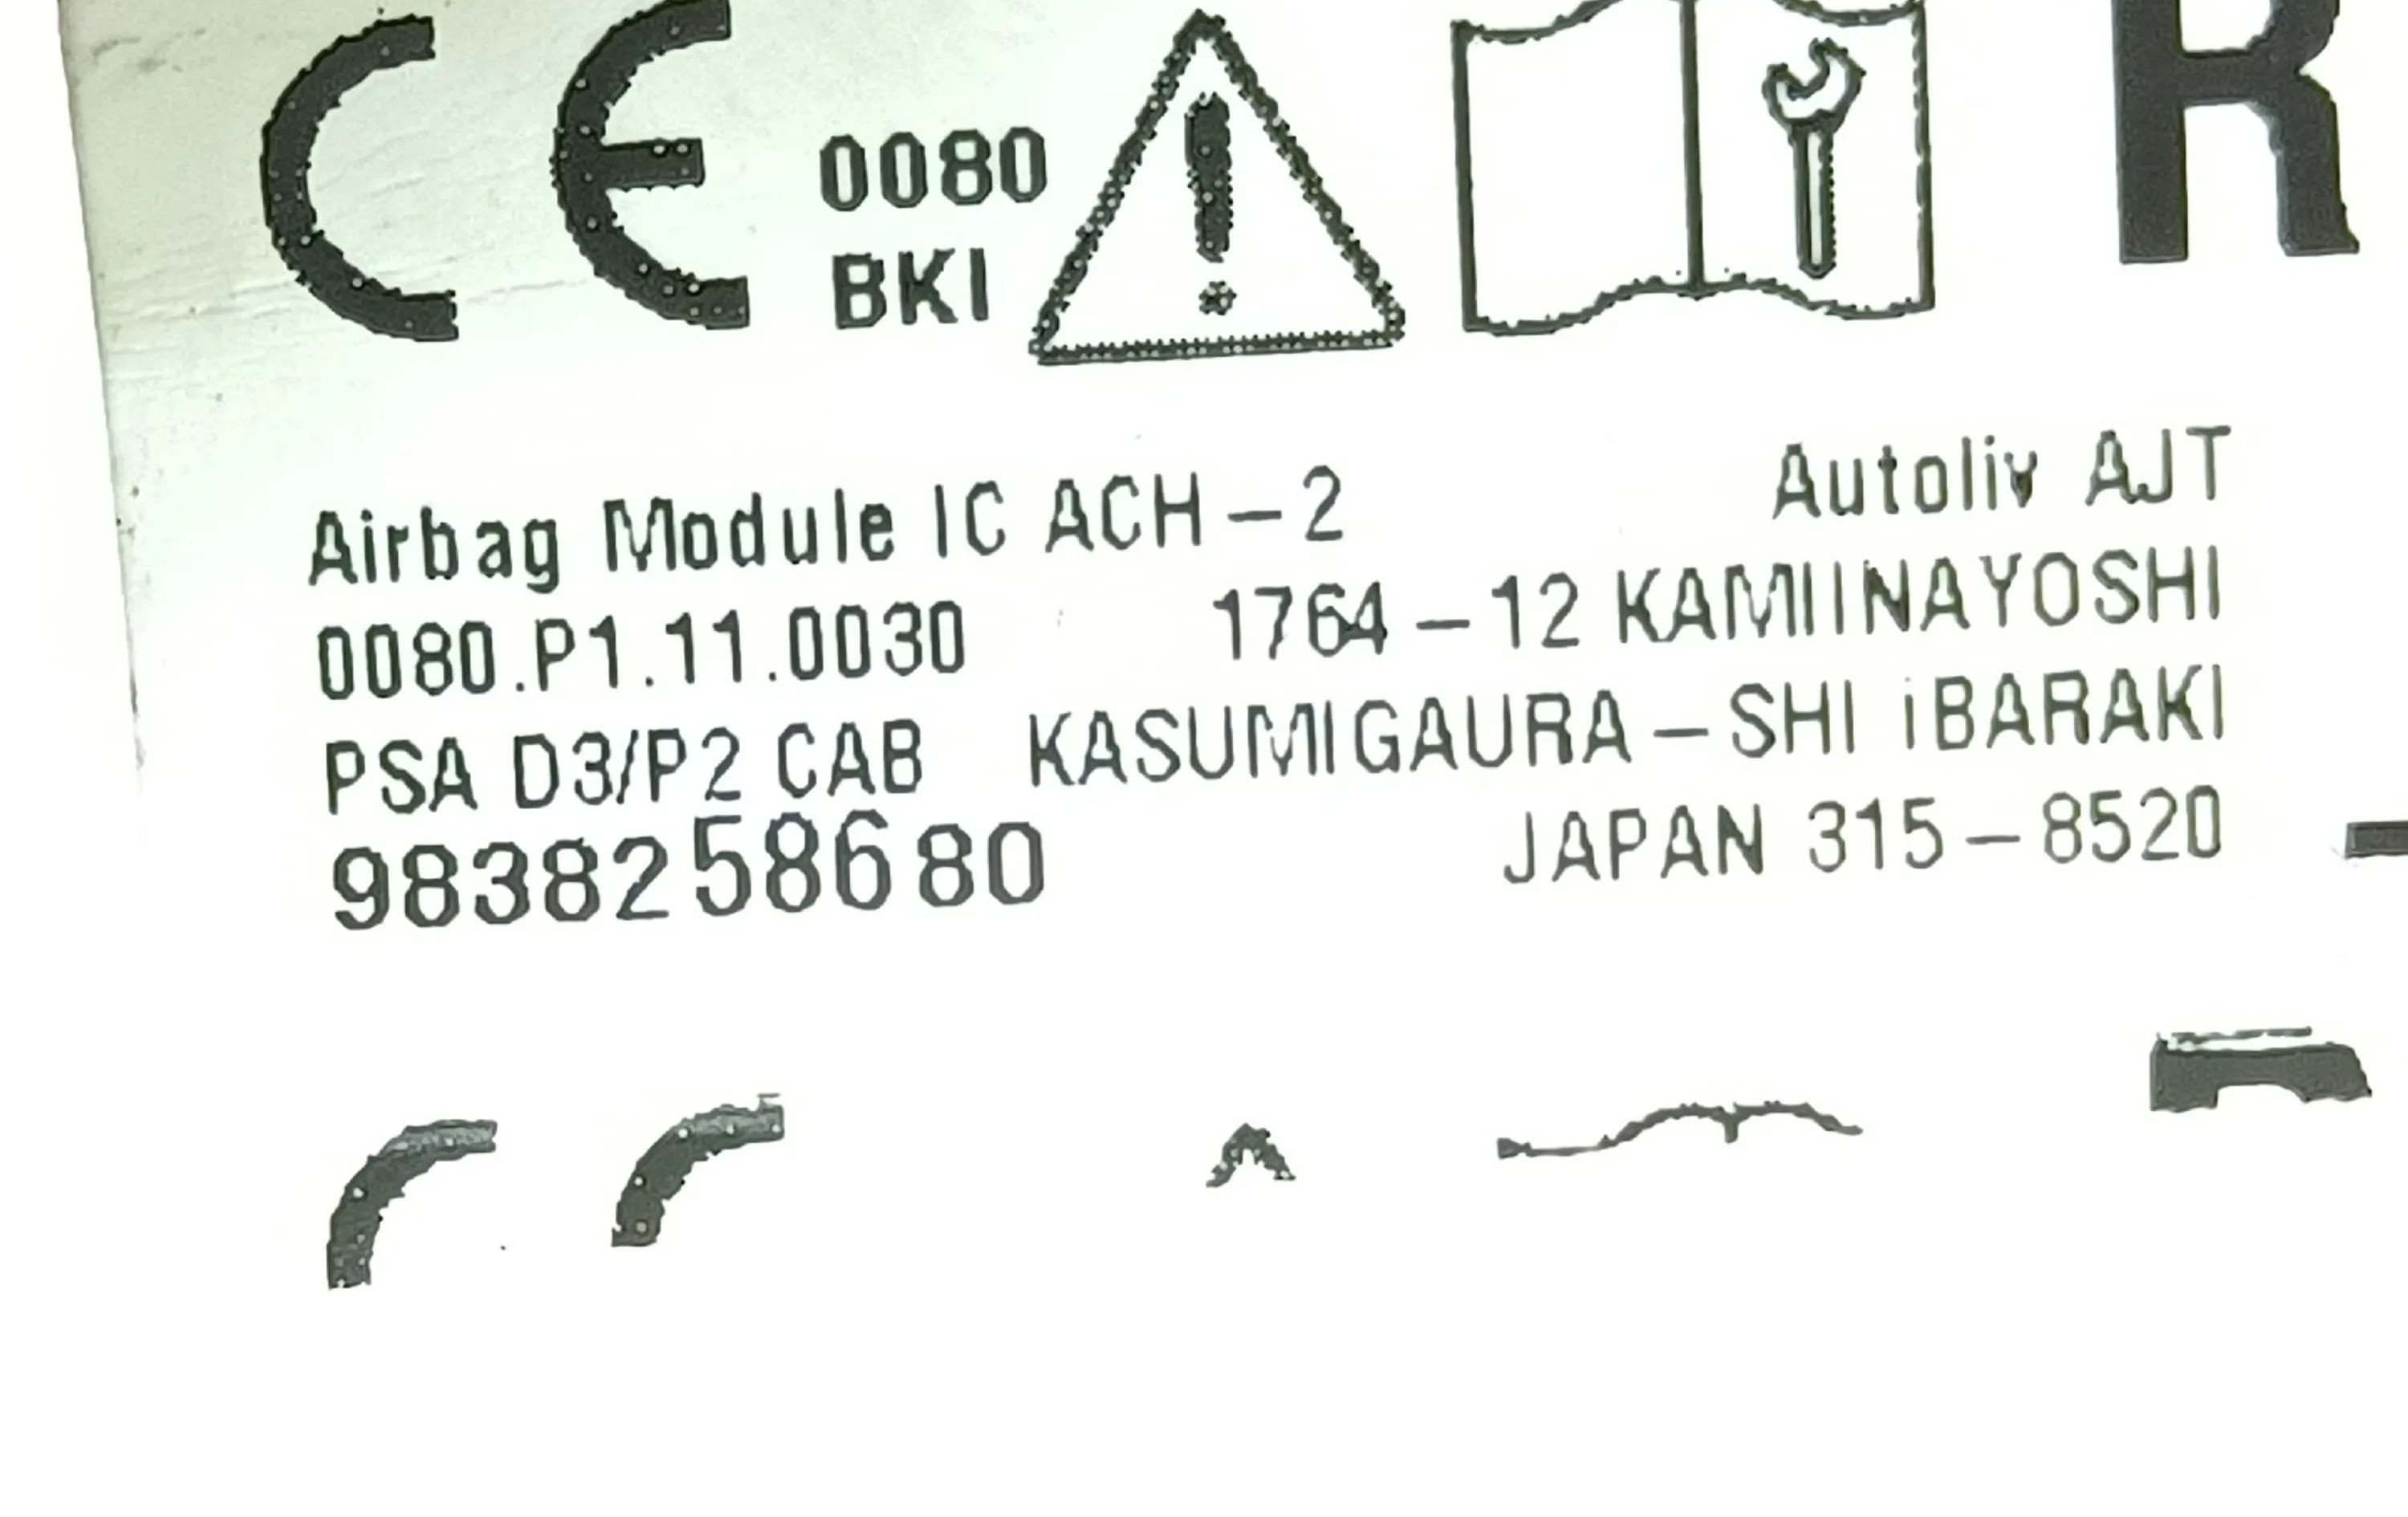 CE 0080 R
BKI
Airbag Module IC ACH-2 Autoliv AJT
0080.P1.11.0030 1764-12 KAMIINAYOSHI
PSA D3/P2 CAB KASUMIGAURA-SHI iBARAKI
9838258680 JAPAN 315-8520